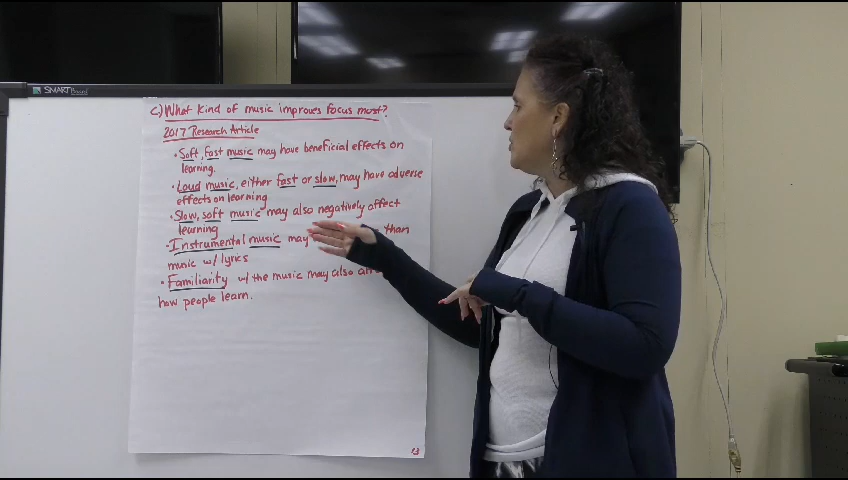 SMART Board
c) What kind of music improves focus most?
2017 Research Article
• Soft, fast music may have beneficial effects on
learning.
• Loud music, either fast or slow, may have adverse
effects on learning
• Slow, soft music may also negatively affect
learning
• Instrumental music may than
music w/ lyrics
• Familiarity w/ the music may also
how people learn.
13